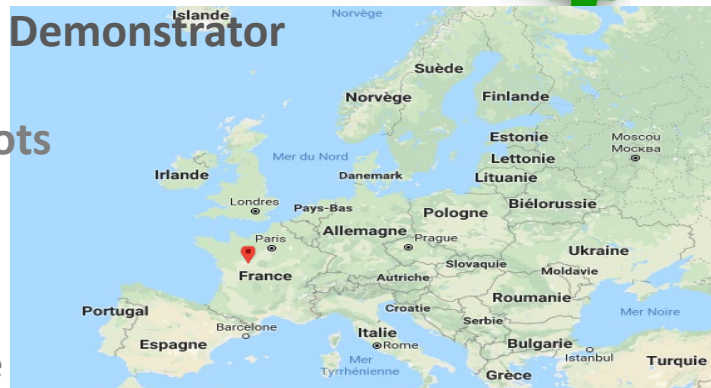 Islande
Norvège
Demonstrator
Suède
Norvège
Finlande
ots
Estonie
Moscou
Москва
Mer du Nord
Lettonie
Irlande
Danemark
Lituanie
Londres
Pays-Bas
Biélorussie
Pologne
Allemagne
Paris
Prague
Ukraine
Slovaquie
France
Moldavie
Autriche
Roumanie
Portugal
Croatie
Mer Noire
Barcelone
Serbie
Espagne
Italie
Bulgarie
Rome
Istanbul
Mer
Tyrrhénienne
Turquie
Grèce
e